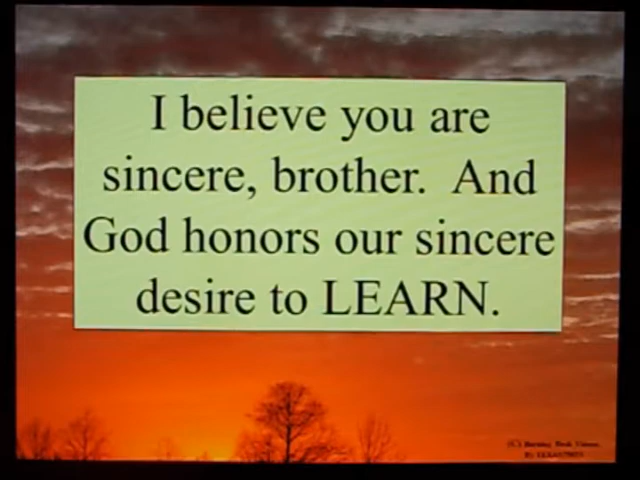 I believe you are
sincere, brother.  And
God honors our sincere
desire to LEARN.
(C)